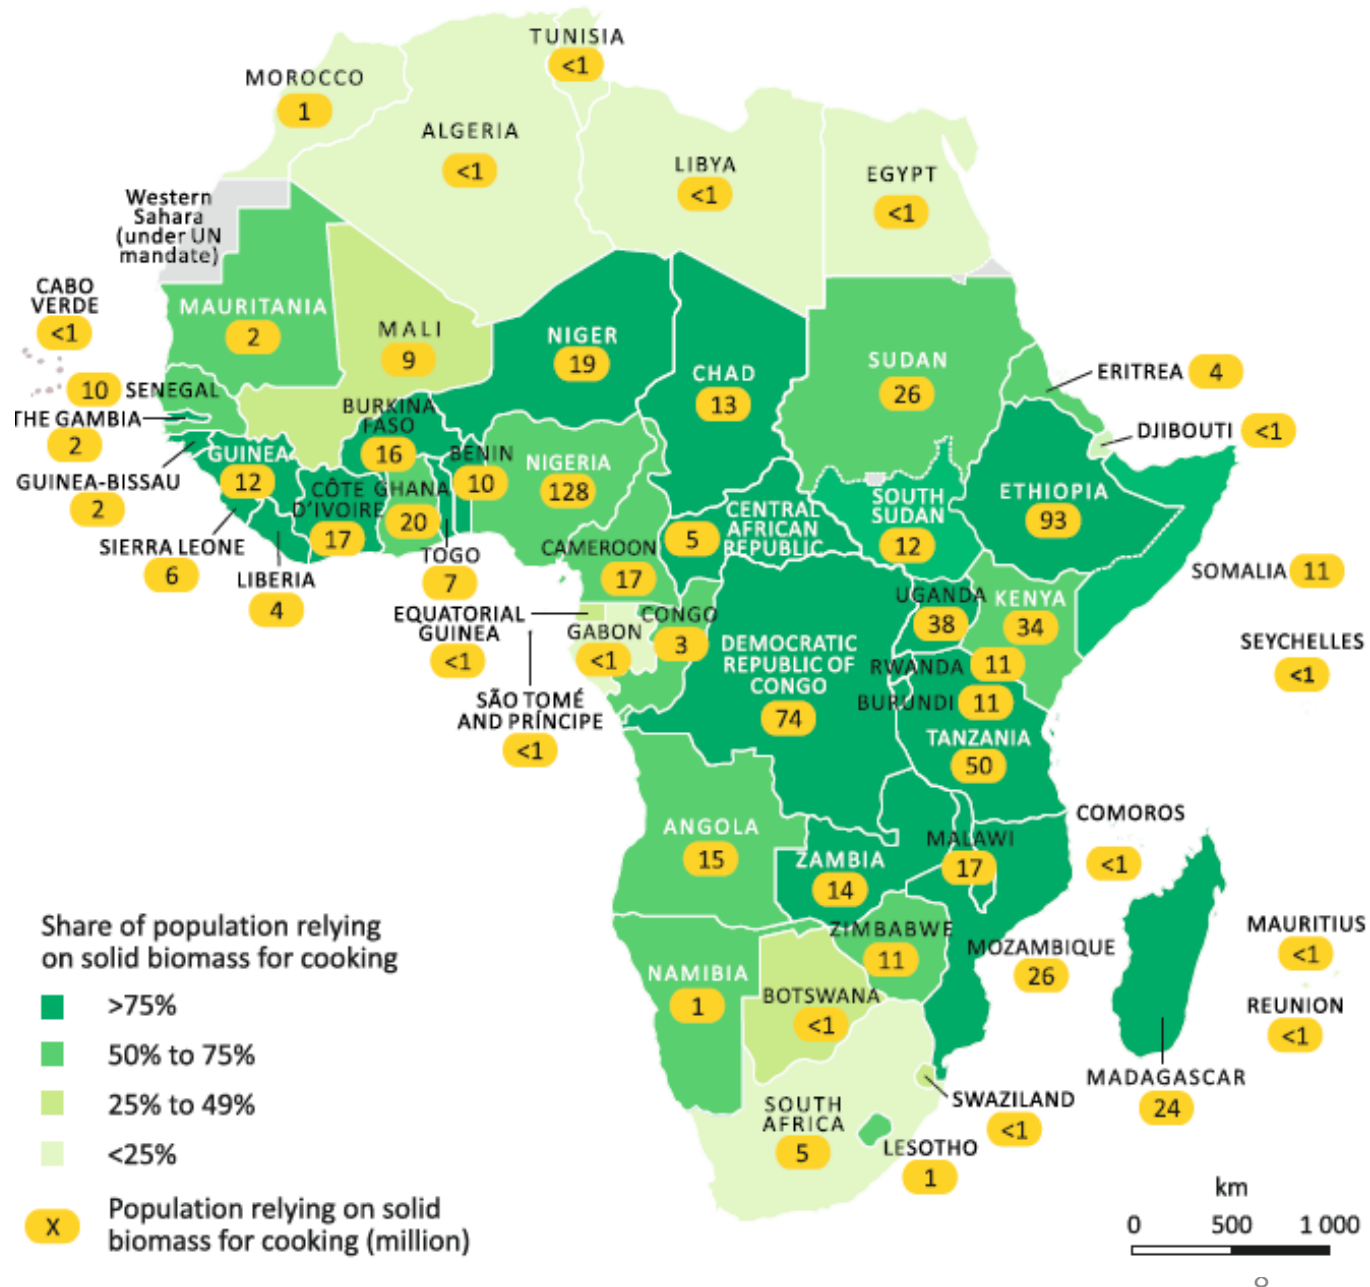 TUNISIA
<1
MOROCCO
1
ALGERIA
<1
LIBYA
<1
EGYPT
<1
Western
Sahara
(under UN
mandate)
CABO
VERDE
<1
MAURITANIA
2
MALI
9
NIGER
19
CHAD
13
SUDAN
26
ERITREA 4
10 SENEGAL
THE GAMBIA
2
BURKINA
FASO
16
DJIBOUTI <1
GUINEA
12
BENIN
10
NIGERIA
128
GUINEA-BISSAU
2
CÔTE
D'IVOIRE
17
GHANA
20
CENTRAL
AFRICAN
REPUBLIC
5
SOUTH
SUDAN
12
ETHIOPIA
93
SIERRA LEONE
6
LIBERIA
4
TOGO
7
CAMEROON
17
SOMALIA 11
EQUATORIAL
GUINEA
<1
GABON
<1
CONGO
3
UGANDA
38
KENYA
34
DEMOCRATIC
REPUBLIC OF
CONGO
74
RWANDA 11
BURUNDI 11
SEYCHELLES
<1
SÃO TOMÉ
AND PRÍNCIPE
<1
TANZANIA
50
ANGOLA
15
ZAMBIA
14
MALAWI
17
COMOROS
<1
ZIMBABWE
11
MOZAMBIQUE
26
MAURITIUS
<1
NAMIBIA
1
BOTSWANA
<1
REUNION
<1
MADAGASCAR
24
SOUTH
AFRICA
5
SWAZILAND
<1
LESOTHO
1
Share of population relying
on solid biomass for cooking
>75%
50% to 75%
25% to 49%
<25%
X Population relying on solid
biomass for cooking (million)
km
0 500 1 000